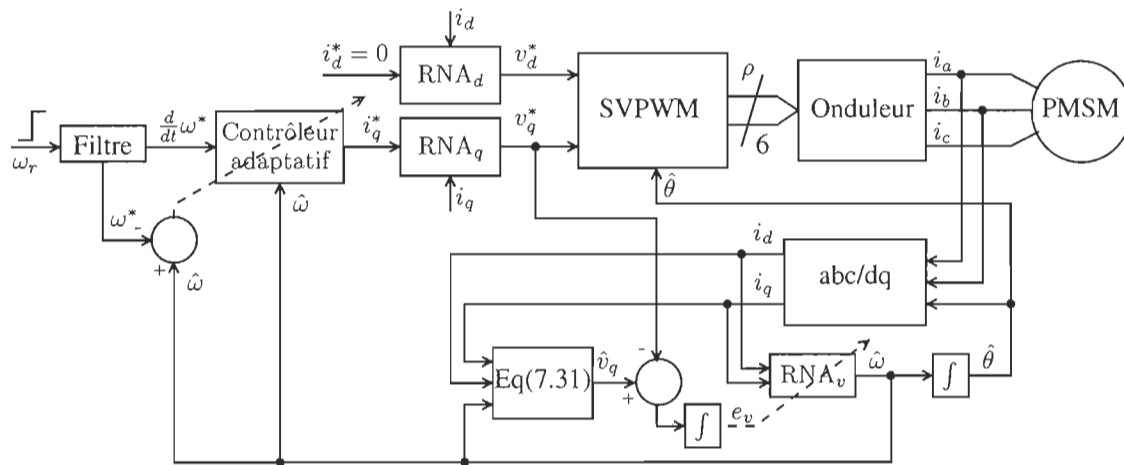 i_d
i_d^* = 0
RNA_d
v_d^*
SVPWM
ρ
6
Onduleur
i_a
i_b
i_c
PMSM
ω_r
Filtre
d/dt ω^*
Contrôleur
adaptatif
i_q^*
RNA_q
v_q^*
i_q
θ̂
ω^*
-
+
ω̂
ω̂
i_d
i_q
abc/dq
Eq(7.31)
v̂_q
-
+
∫
e_v
RNA_v
ω̂
∫
θ̂